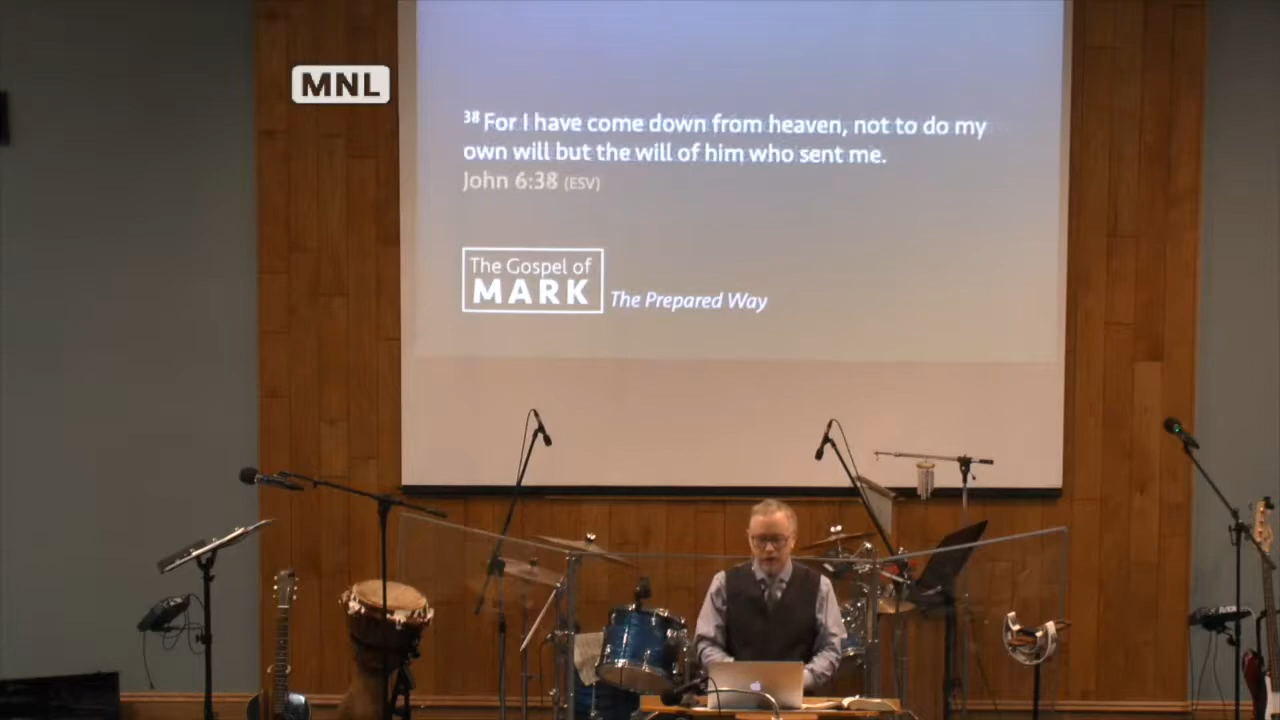 MNL
38 For I have come down from heaven, not to do my
own will but the will of him who sent me.
John 6:38 (ESV)
The Gospel of
MARK
The Prepared Way